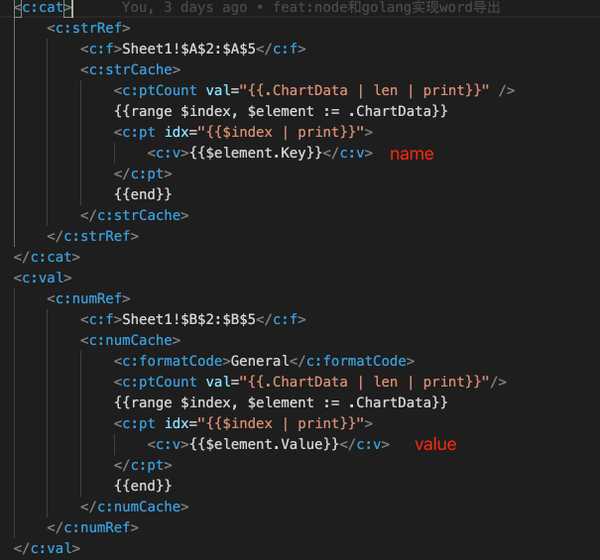 <c:cat> You, 3 days ago • feat:node和golang实现word导出
<c:strRef>
<c:f>Sheet1!$A$2:$A$5</c:f>
<c:strCache>
<c:ptCount val="{{.ChartData | len | print}}" />
{{range $index, $element := .ChartData}}
<c:pt idx="{{$index | print}}">
<c:v>{{$element.Key}}</c:v> name
</c:pt>
{{end}}
</c:strCache>
</c:strRef>
</c:cat>
<c:val>
<c:numRef>
<c:f>Sheet1!$B$2:$B$5</c:f>
<c:numCache>
<c:formatCode>General</c:formatCode>
<c:ptCount val="{{.ChartData | len | print}}"/>
{{range $index, $element := .ChartData}}
<c:pt idx="{{$index | print}}">
<c:v>{{$element.Value}}</c:v> value
</c:pt>
{{end}}
</c:numCache>
</c:numRef>
</c:val>